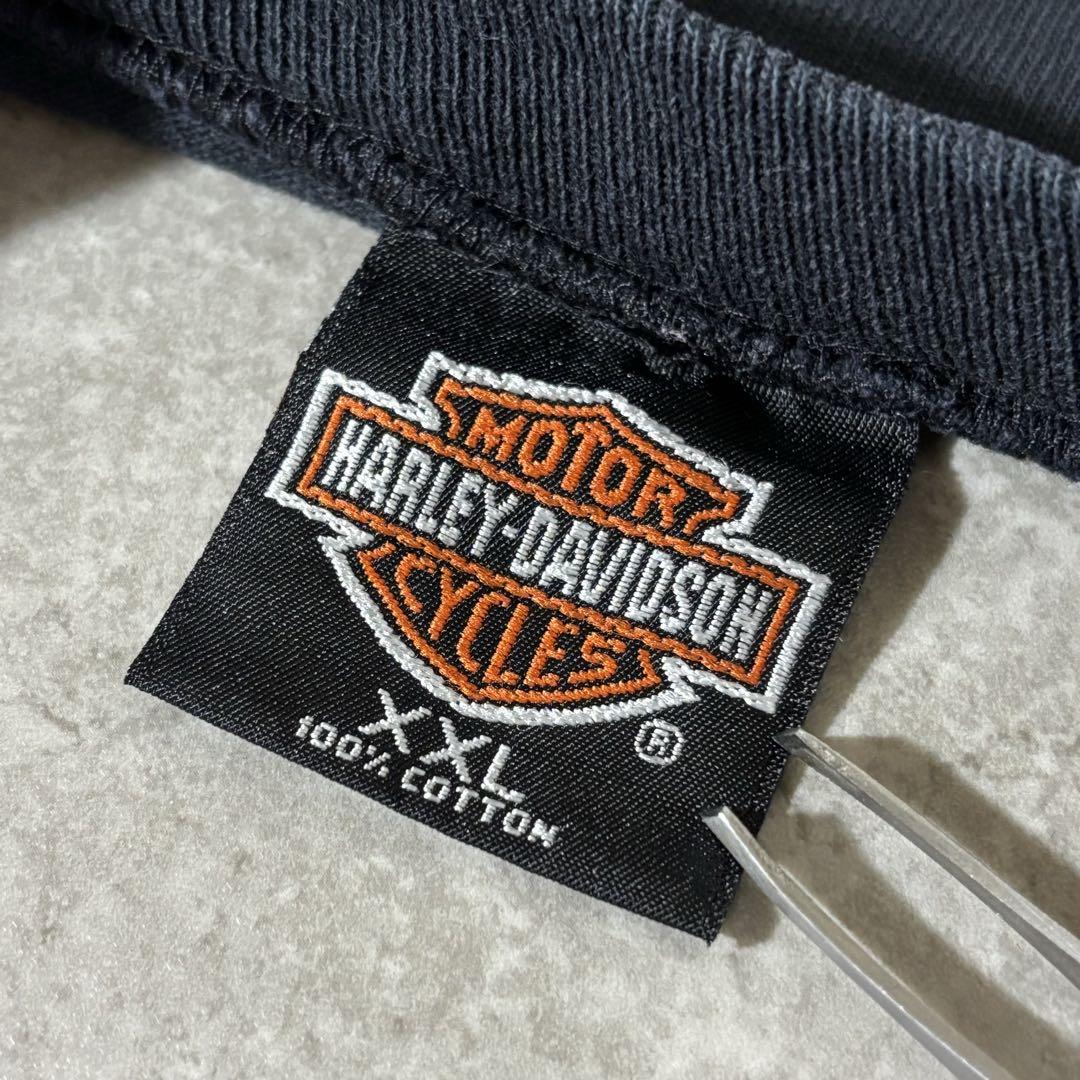 MOTOR
HARLEY-DAVIDSON
CYCLES
®
XXL
100% COTTON